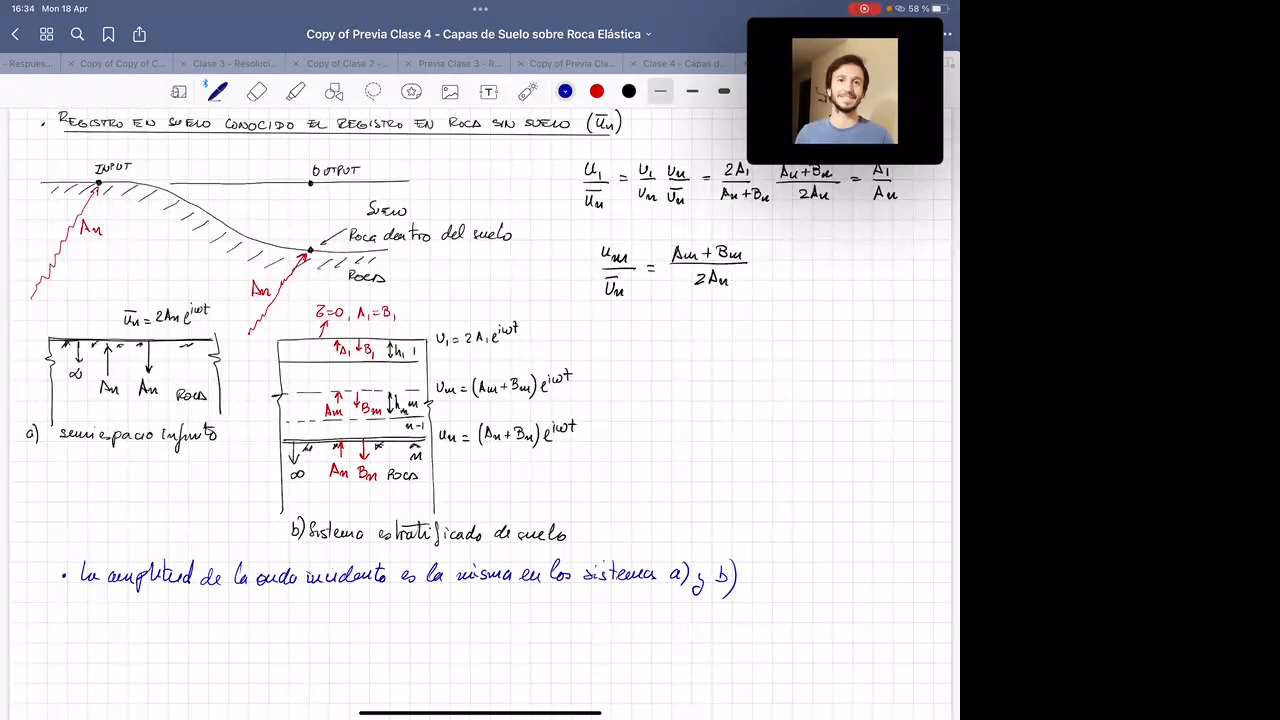 16:34 Mon 18 Apr
58 %
Copy of Previa Clase 4 - Capas de Suelo sobre Roca Elástica
- Respues...
Copy of Copy of C...
Clase 3 - Resoluci...
Copy of Clase 2 - ...
Previa Clase 3 - R...
Copy of Previa Cl...
Clase 4 - Capas d...
• REGISTRO EN SUELO CONOCIDO EL REGISTRO EN ROCA SIN SUELO (ūn)
INPUT
OUTPUT
An
SUELO
Roca dentro del suelo
ROCA
An
U1/Ūn = U1/Un Un/Ūn = 2A1/(An+Bn) (An+Bn)/2An = A1/An
um/Ūn = (Am + Bm)/2An
ūn = 2An e^iωt
∞ An An ROCA
a) semiespacio infinito
τ=0, A1=B1
A1 B1 h1 1
U1 = 2A1 e^iωt
Am Bm hm m
Um = (Am+Bm) e^iωt
n-1
un = (An+Bn) e^iωt
n
∞ An Bn ROCA
b) Sistema estratificado de suelo
• La amplitud de la onda incidente es la misma en los sistema a) y b)